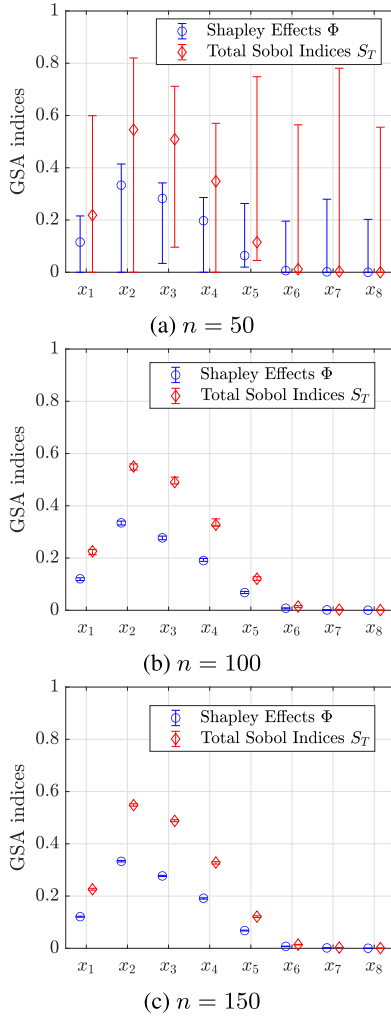 1
0.8
0.6
0.4
0.2
0
GSA indices
Shapley Effects Φ
Total Sobol Indices S_T
x_1 x_2 x_3 x_4 x_5 x_6 x_7 x_8
(a) n = 50
1
0.8
0.6
0.4
0.2
0
GSA indices
Shapley Effects Φ
Total Sobol Indices S_T
x_1 x_2 x_3 x_4 x_5 x_6 x_7 x_8
(b) n = 100
1
0.8
0.6
0.4
0.2
0
GSA indices
Shapley Effects Φ
Total Sobol Indices S_T
x_1 x_2 x_3 x_4 x_5 x_6 x_7 x_8
(c) n = 150